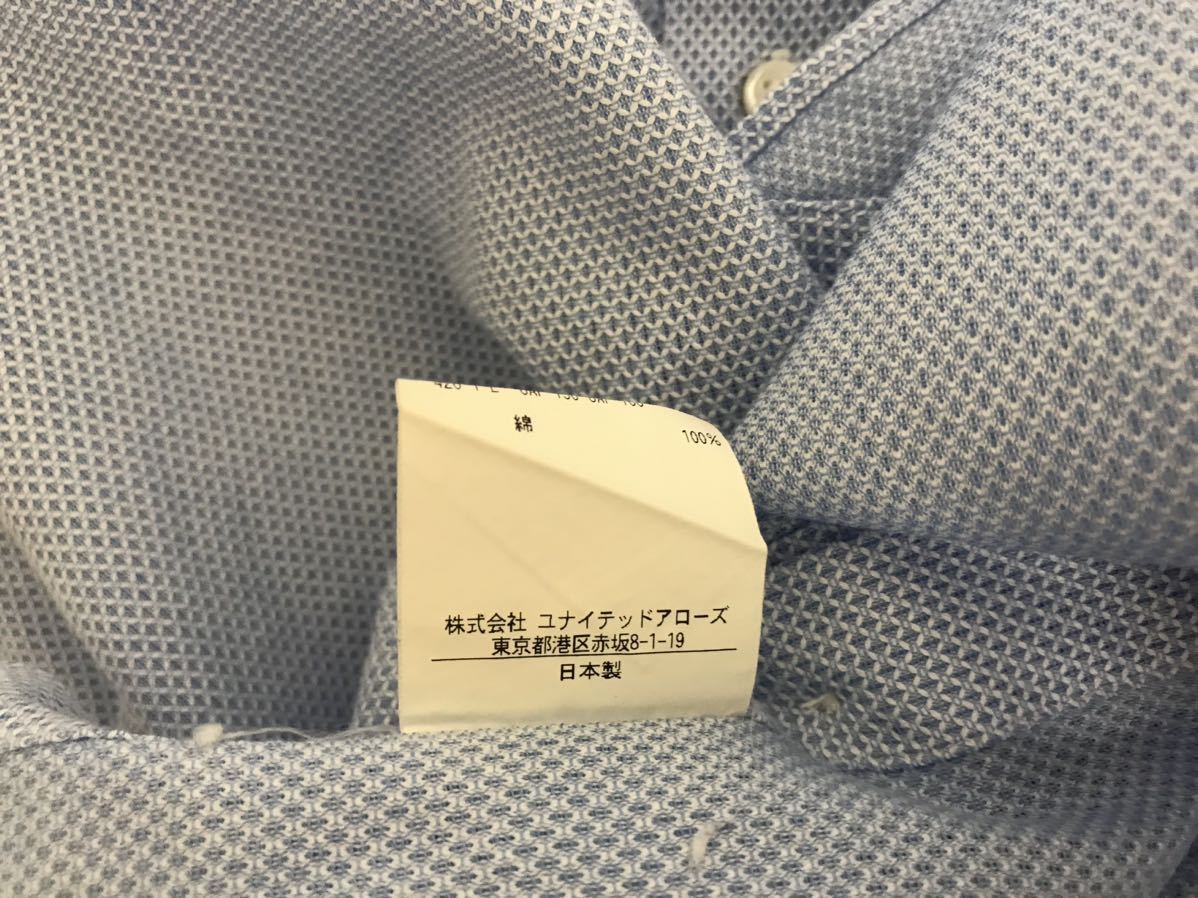 綿 100%
株式会社 ユナイテッドアローズ
東京都港区赤坂8-1-19
日本製